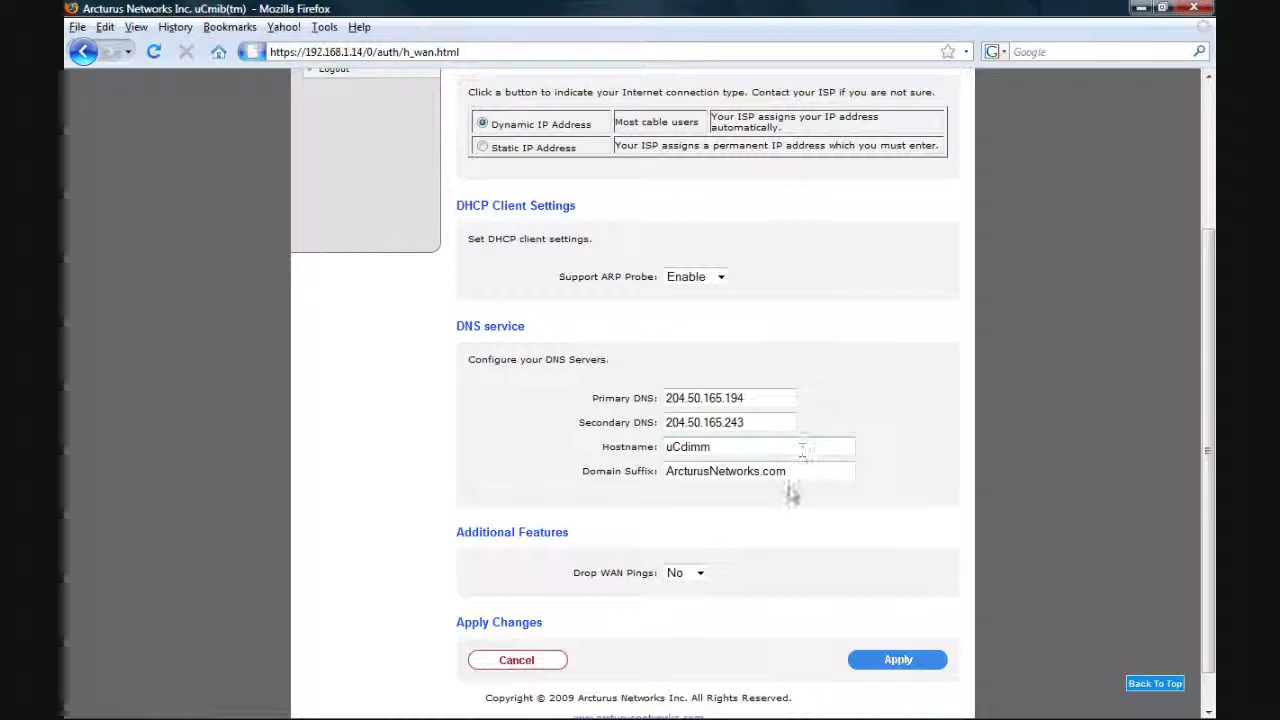 Arcturus Networks Inc. uCmib(tm) - Mozilla Firefox
File Edit View History Bookmarks Yahoo! Tools Help
https://192.168.1.14/0/auth/h_wan.html
G Google
Logout
Click a button to indicate your Internet connection type. Contact your ISP if you are not sure.
Dynamic IP Address Most cable users Your ISP assigns your IP address automatically.
Static IP Address Your ISP assigns a permanent IP address which you must enter.
DHCP Client Settings
Set DHCP client settings.
Support ARP Probe: Enable
DNS service
Configure your DNS Servers.
Primary DNS: 204.50.165.194
Secondary DNS: 204.50.165.243
Hostname: uCdimm
Domain Suffix: ArcturusNetworks.com
Additional Features
Drop WAN Pings: No
Apply Changes
Cancel Apply
Back To Top
Copyright © 2009 Arcturus Networks Inc. All Rights Reserved.
www.arcturusnetworks.com